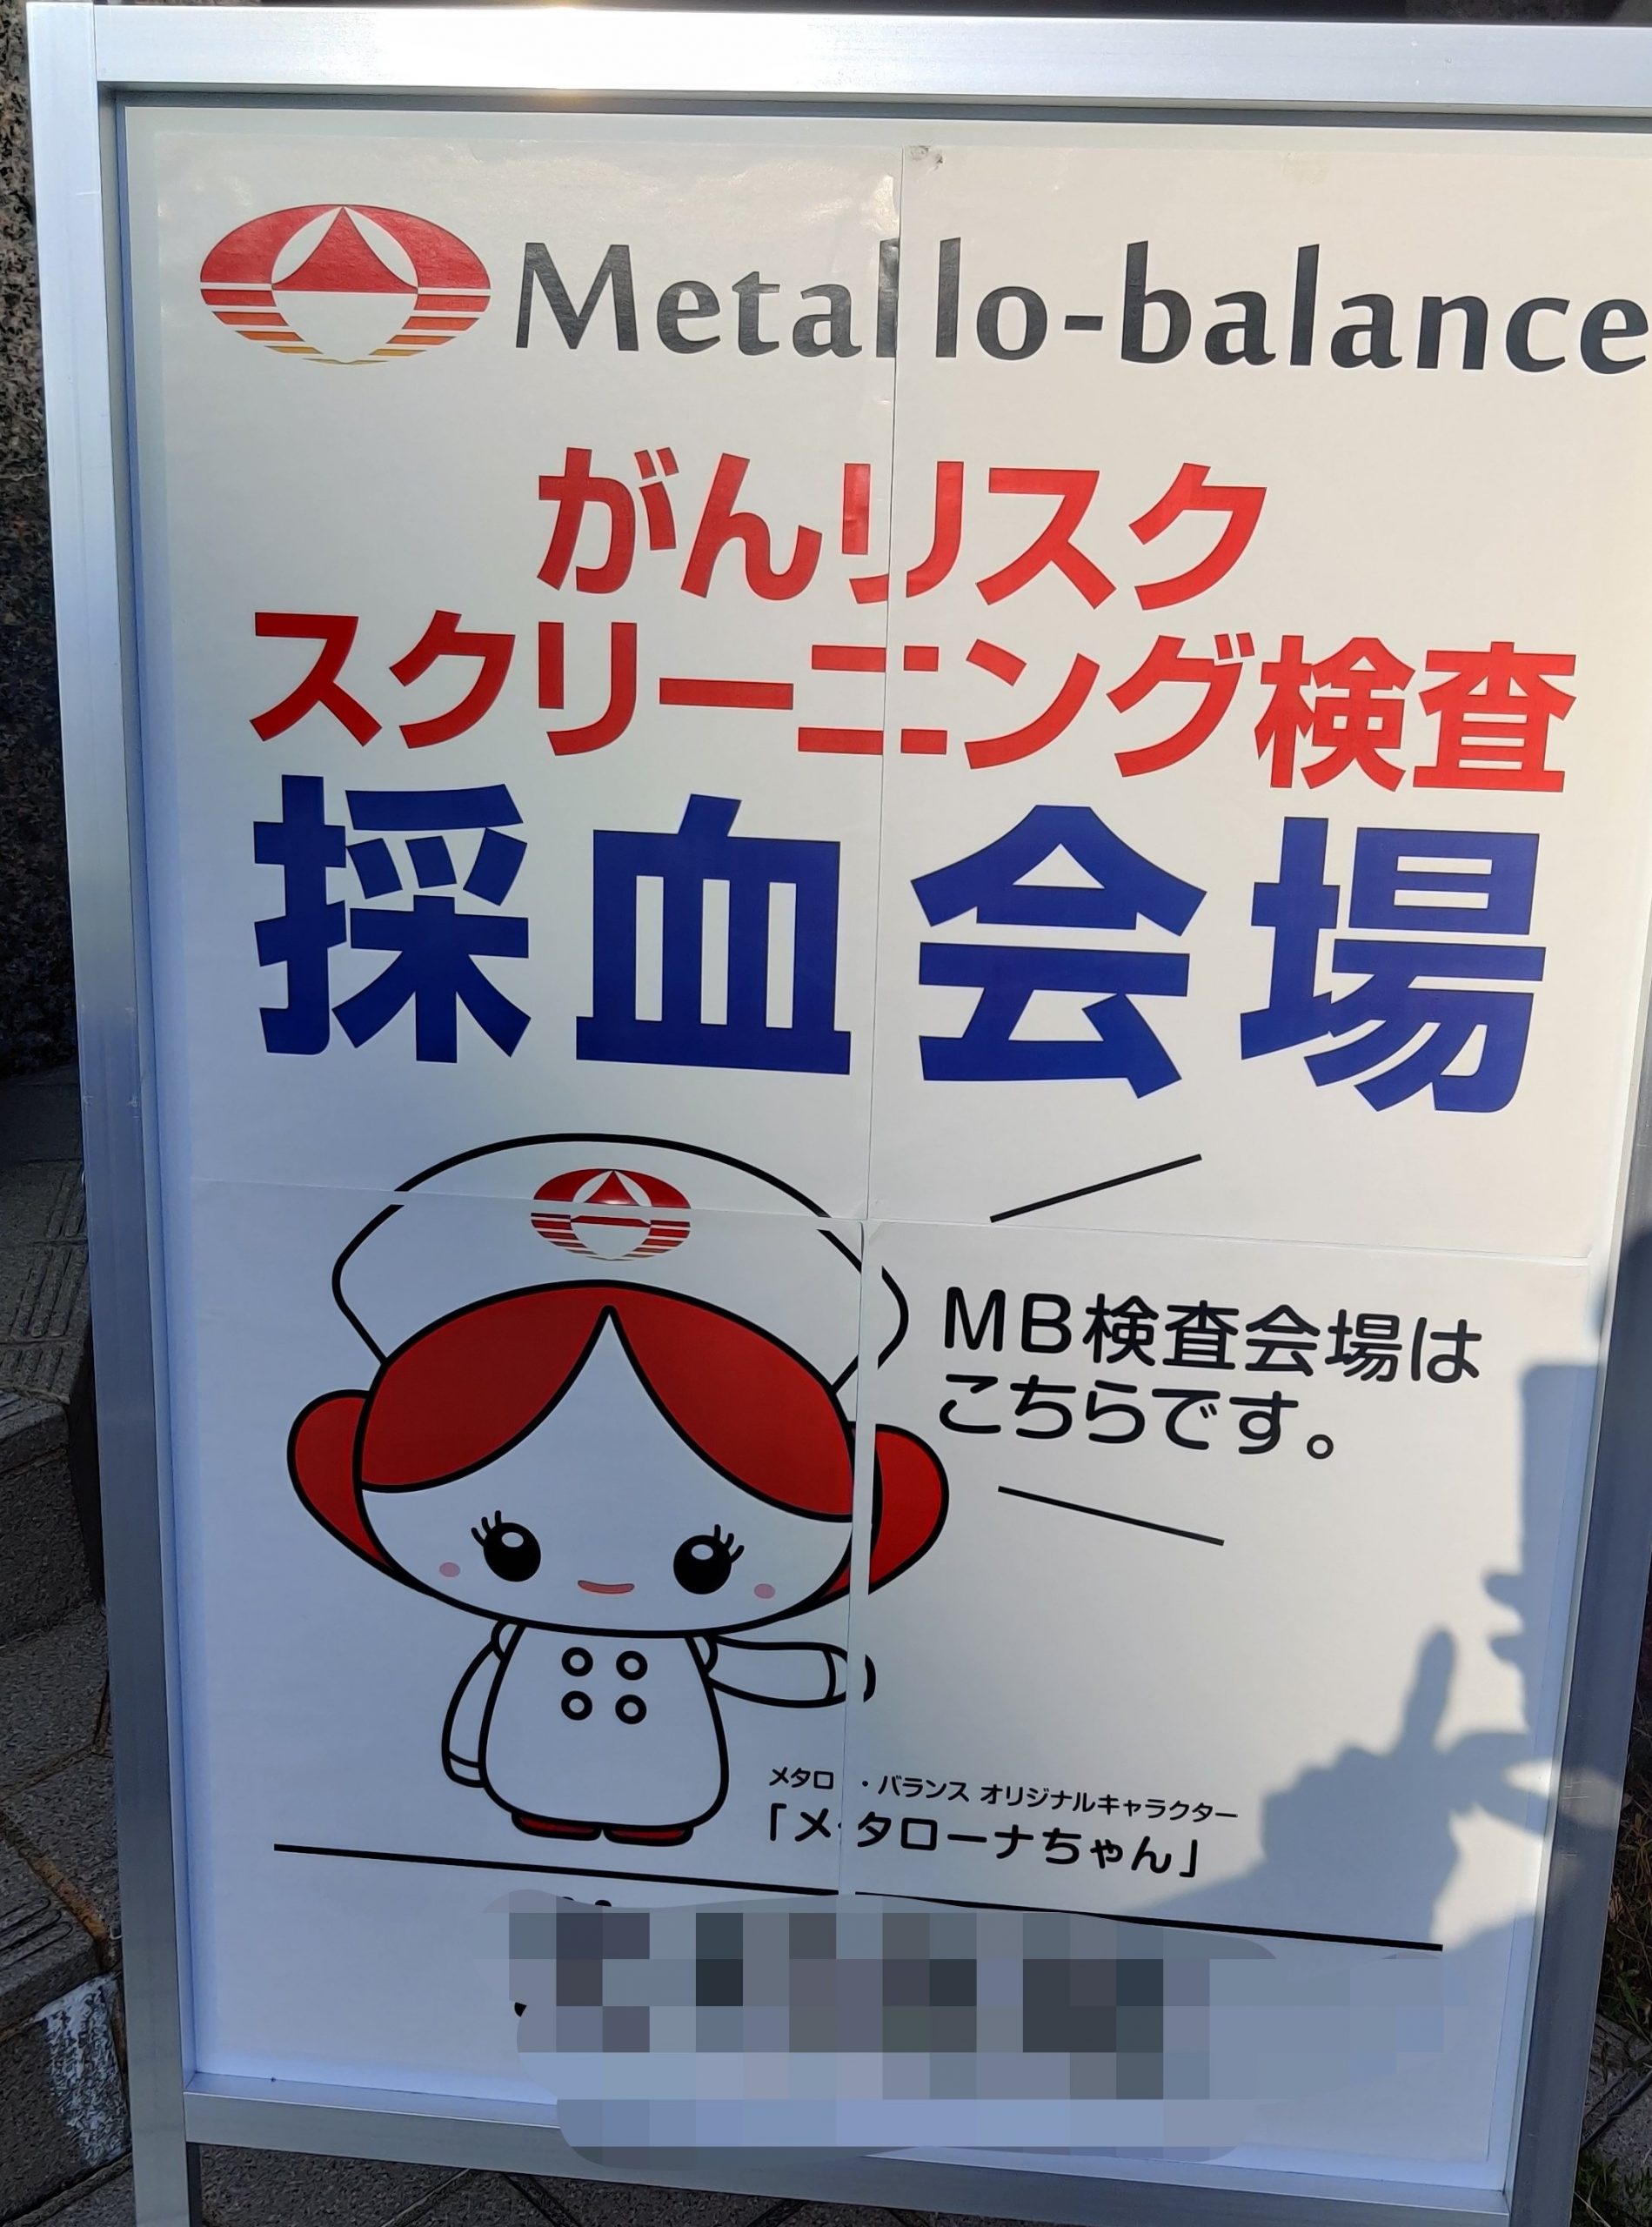 Metallo-balance
がんリスク
スクリーニング検査
採血会場
MB検査会場は
こちらです。
メタロ・バランス オリジナルキャラクター
「メタローナちゃん」